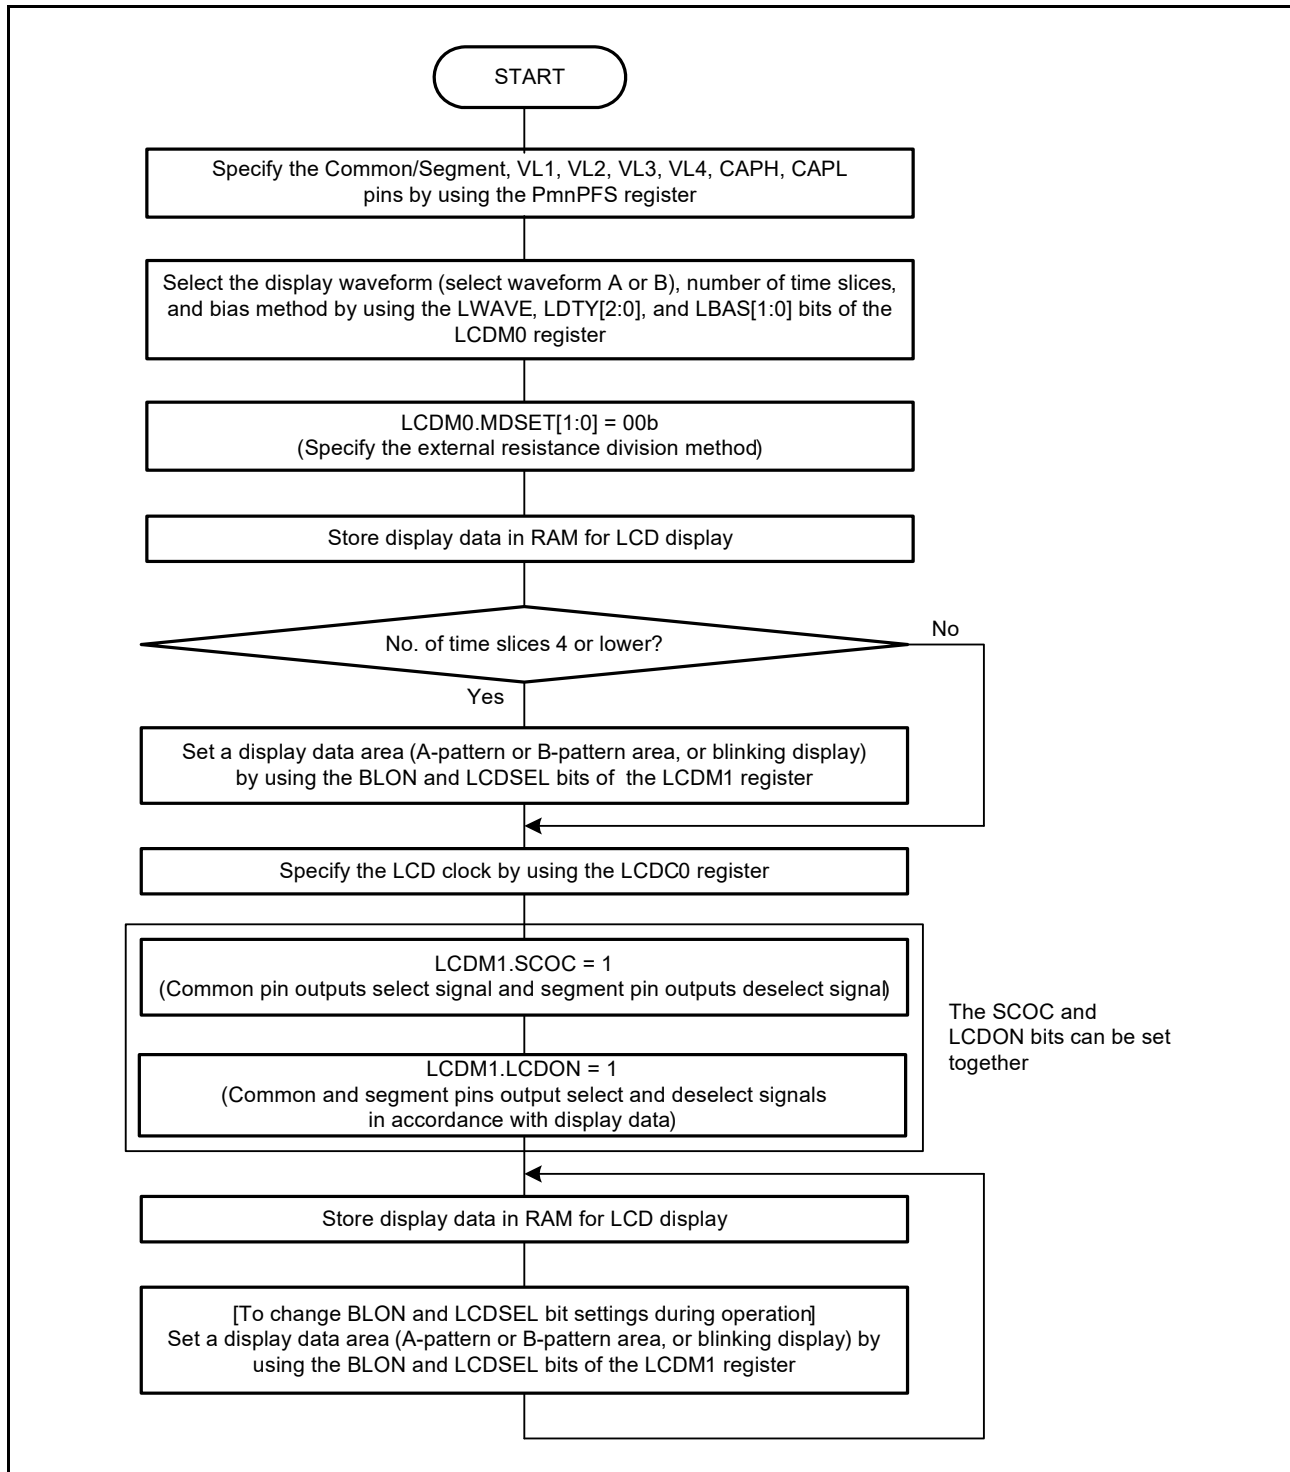 START
Specify the Common/Segment, VL1, VL2, VL3, VL4, CAPH, CAPL
pins by using the PmnPFS register
Select the display waveform (select waveform A or B), number of time slices,
and bias method by using the LWAVE, LDTY[2:0], and LBAS[1:0] bits of the
LCDM0 register
LCDM0.MDSET[1:0] = 00b
(Specify the external resistance division method)
Store display data in RAM for LCD display
No. of time slices 4 or lower?
No
Yes
Set a display data area (A-pattern or B-pattern area, or blinking display)
by using the BLON and LCDSEL bits of the LCDM1 register
Specify the LCD clock by using the LCDC0 register
LCDM1.SCOC = 1
(Common pin outputs select signal and segment pin outputs deselect signal)
The SCOC and
LCDON bits can be set
together
LCDM1.LCDON = 1
(Common and segment pins output select and deselect signals
in accordance with display data)
Store display data in RAM for LCD display
[To change BLON and LCDSEL bit settings during operation]
Set a display data area (A-pattern or B-pattern area, or blinking display) by
using the BLON and LCDSEL bits of the LCDM1 register